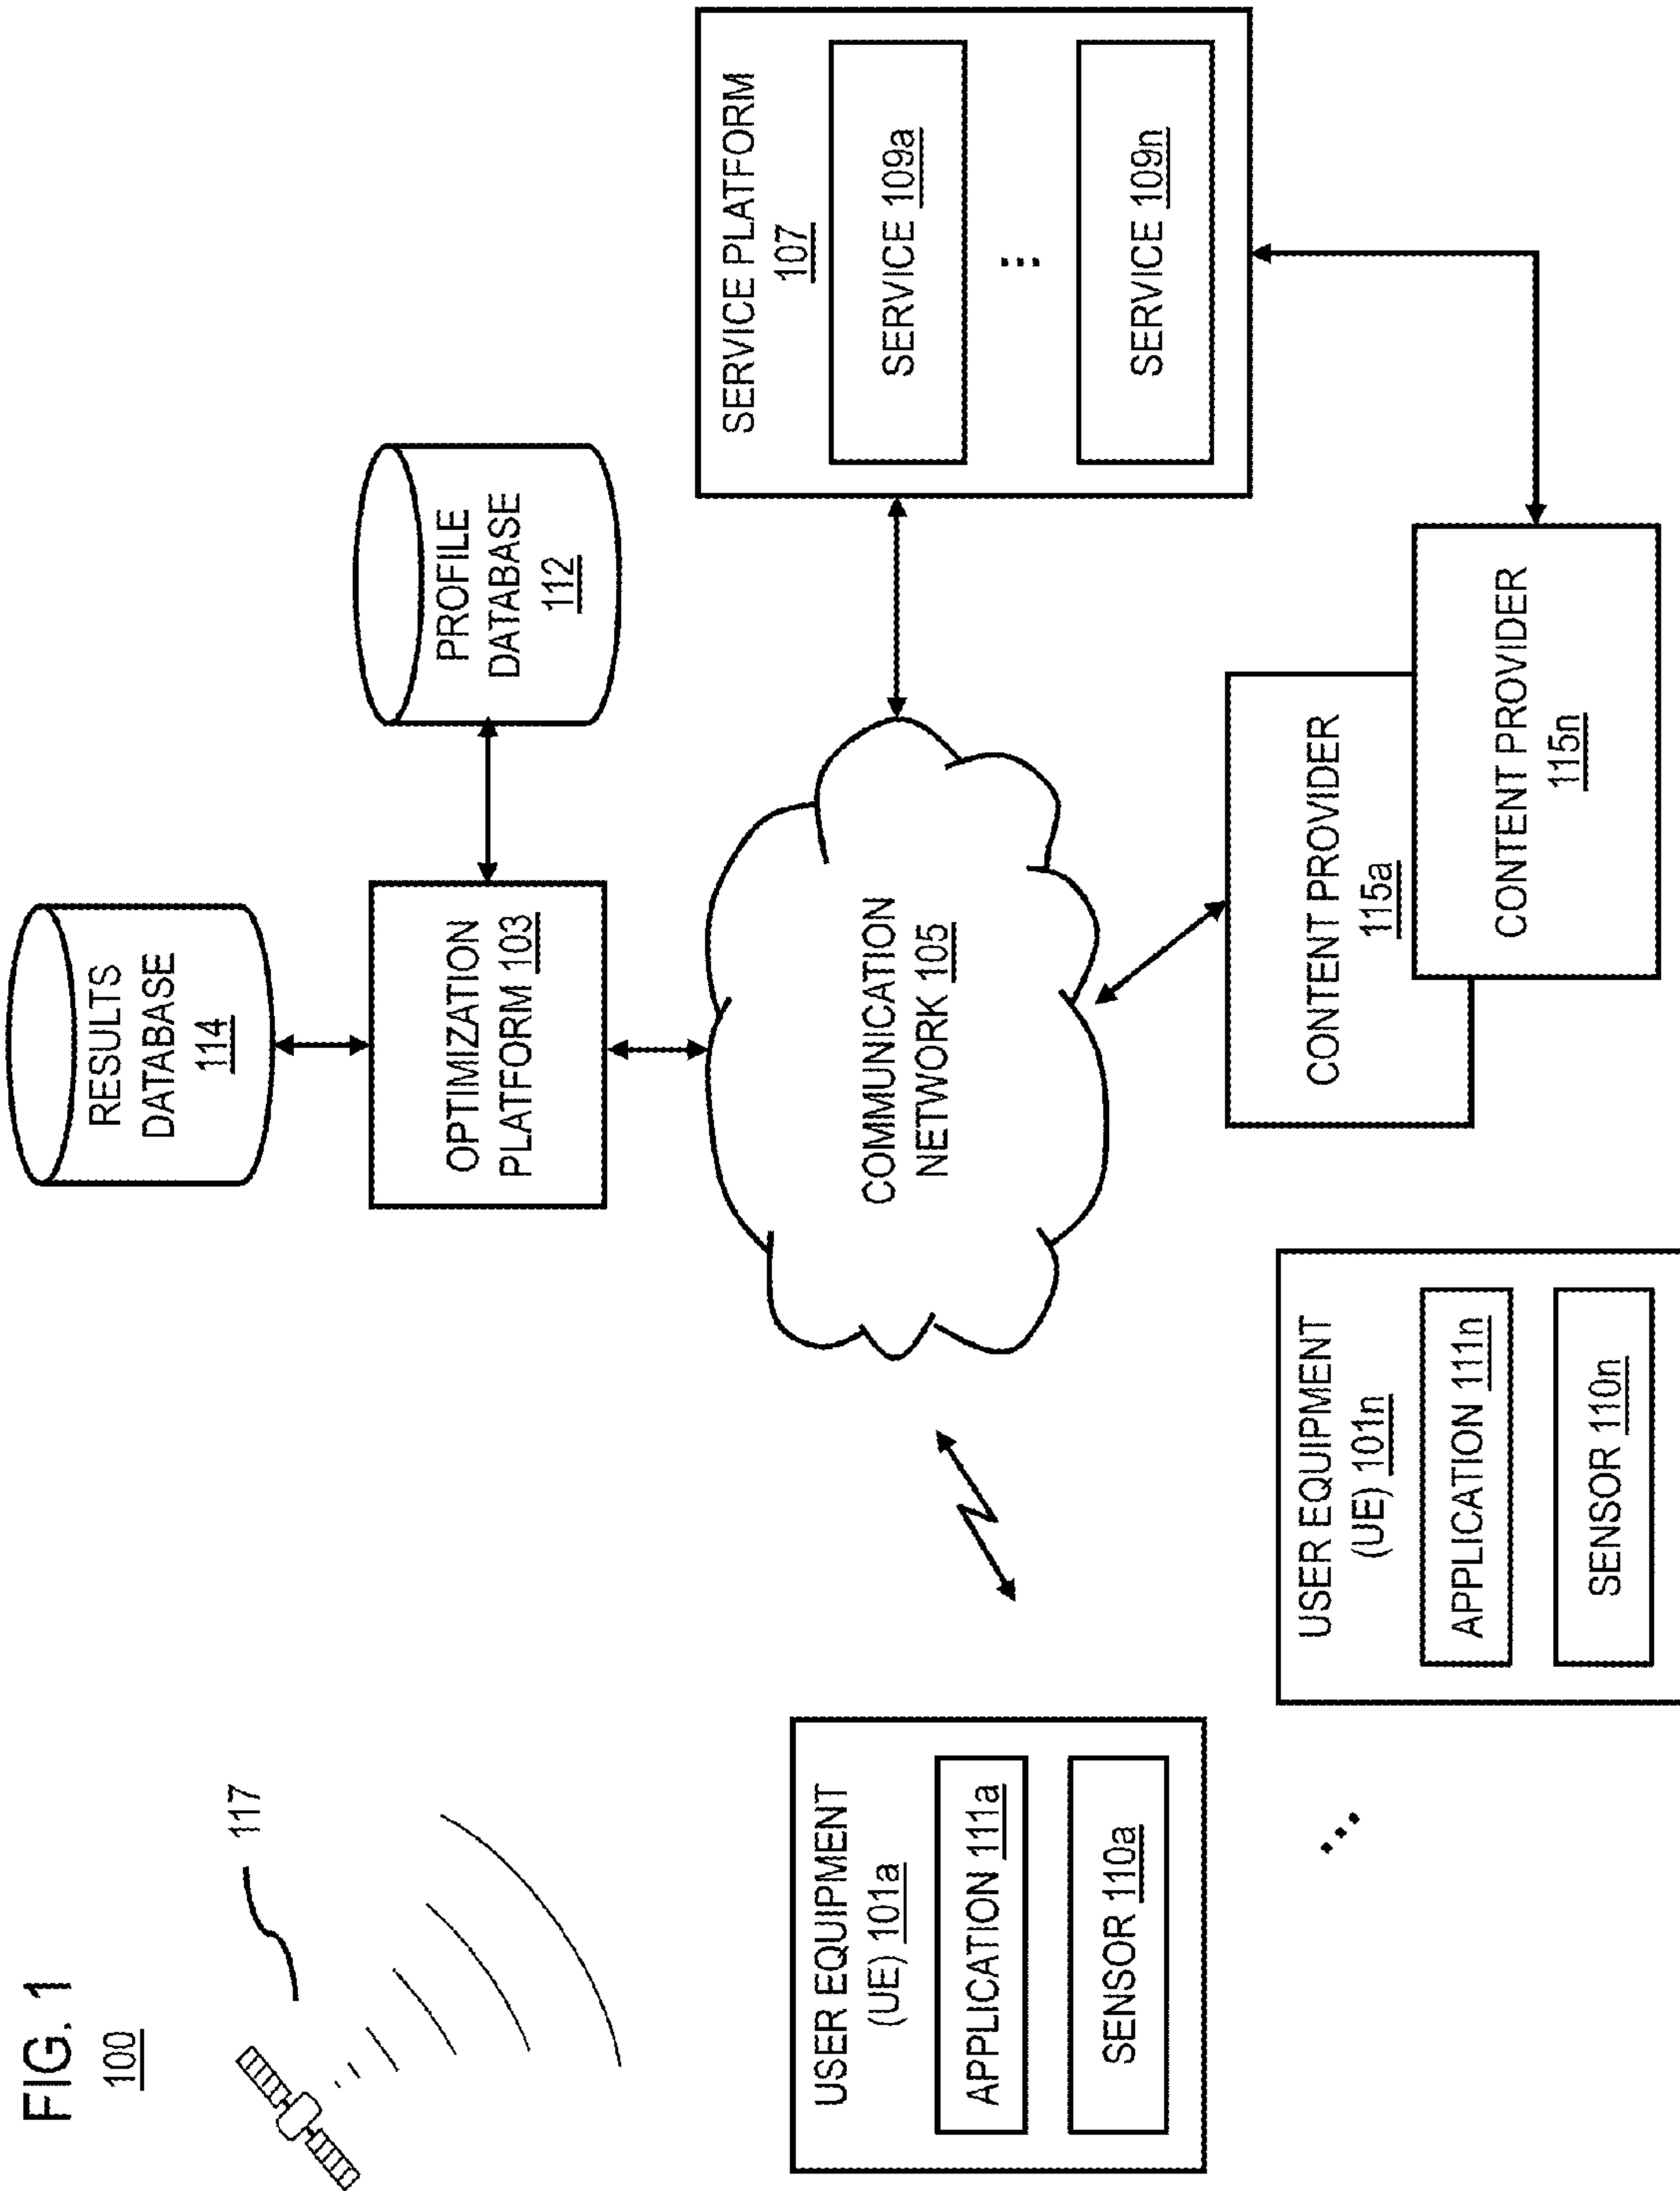 FIG. 1
100
117
RESULTS
DATABASE
114
OPTIMIZATION
PLATFORM 103
PROFILE
DATABASE
112
USER EQUIPMENT
(UE) 101a
APPLICATION 111a
SENSOR 110a
...
USER EQUIPMENT
(UE) 101n
APPLICATION 111n
SENSOR 110n
COMMUNICATION
NETWORK 105
SERVICE PLATFORM
107
SERVICE 109a
...
SERVICE 109n
CONTENT PROVIDER
115a
CONTENT PROVIDER
115n